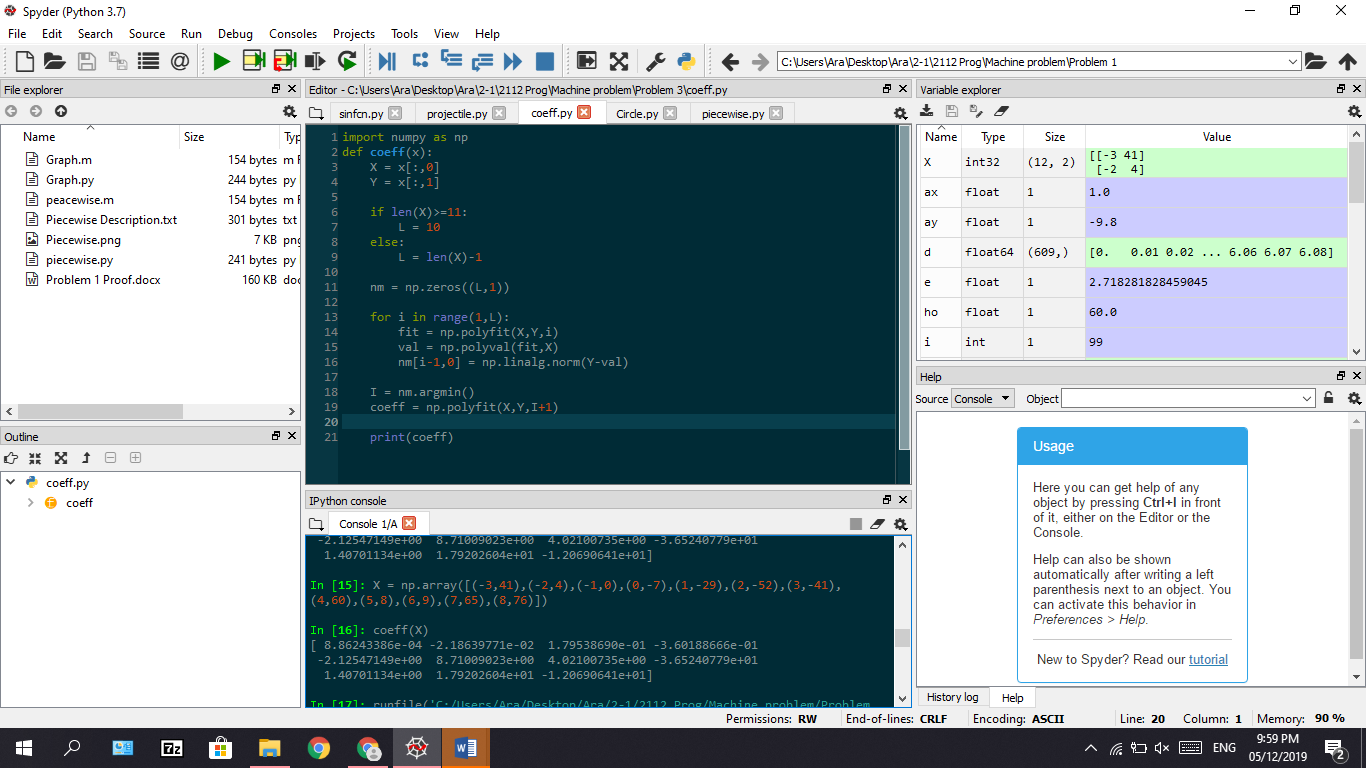 Spyder (Python 3.7)
File Edit Search Source Run Debug Consoles Projects Tools View Help
C:\Users\Ara\Desktop\Ara\2-1\2112 Prog\Machine problem\Problem 1
File explorer
Name Size Typ
Graph.m 154 bytes m F
Graph.py 244 bytes py
peacewise.m 154 bytes m F
Piecewise Description.txt 301 bytes txt
Piecewise.png 7 KB png
piecewise.py 241 bytes py
Problem 1 Proof.docx 160 KB doc
Outline
coeff.py
coeff
Editor - C:\Users\Ara\Desktop\Ara\2-1\2112 Prog\Machine problem\Problem 3\coeff.py
sinfcn.py projectile.py coeff.py Circle.py piecewise.py
1 import numpy as np
2 def coeff(x):
3     X = x[:,0]
4     Y = x[:,1]
5
6     if len(X)>=11:
7         L = 10
8     else:
9         L = len(X)-1
10
11     nm = np.zeros((L,1))
12
13     for i in range(1,L):
14         fit = np.polyfit(X,Y,i)
15         val = np.polyval(fit,X)
16         nm[i-1,0] = np.linalg.norm(Y-val)
17
18     I = nm.argmin()
19     coeff = np.polyfit(X,Y,I+1)
20
21     print(coeff)
IPython console
Console 1/A
-2.12547149e+00 8.71009023e+00 4.02100735e+00 -3.65240779e+01
1.40701134e+00 1.79202604e+01 -1.20690641e+01]
In [15]: X = np.array([(-3,41),(-2,4),(-1,0),(0,-7),(1,-29),(2,-52),(3,-41),
(4,60),(5,8),(6,9),(7,65),(8,76)])
In [16]: coeff(X)
[ 8.86243386e-04 -2.18639771e-02 1.79538690e-01 -3.60188666e-01
-2.12547149e+00 8.71009023e+00 4.02100735e+00 -3.65240779e+01
1.40701134e+00 1.79202604e+01 -1.20690641e+01]
In [17]: runfile('C:/Users/Ara/Desktop/Ara/2-1/2112 Prog/Machine problem/Problem
Variable explorer
Name Type Size Value
X int32 (12, 2) [[-3 41]
[-2 4]
ax float 1 1.0
ay float 1 -9.8
d float64 (609,) [0. 0.01 0.02 ... 6.06 6.07 6.08]
e float 1 2.718281828459045
ho float 1 60.0
i int 1 99
Help
Source Console Object
Usage
Here you can get help of any
object by pressing Ctrl+I in front
of it, either on the Editor or the
Console.
Help can also be shown
automatically after writing a left
parenthesis next to an object. You
can activate this behavior in
Preferences > Help.
New to Spyder? Read our tutorial
History log Help
Permissions: RW End-of-lines: CRLF Encoding: ASCII Line: 20 Column: 1 Memory: 90 %
7z
W
ENG
9:59 PM
05/12/2019
2